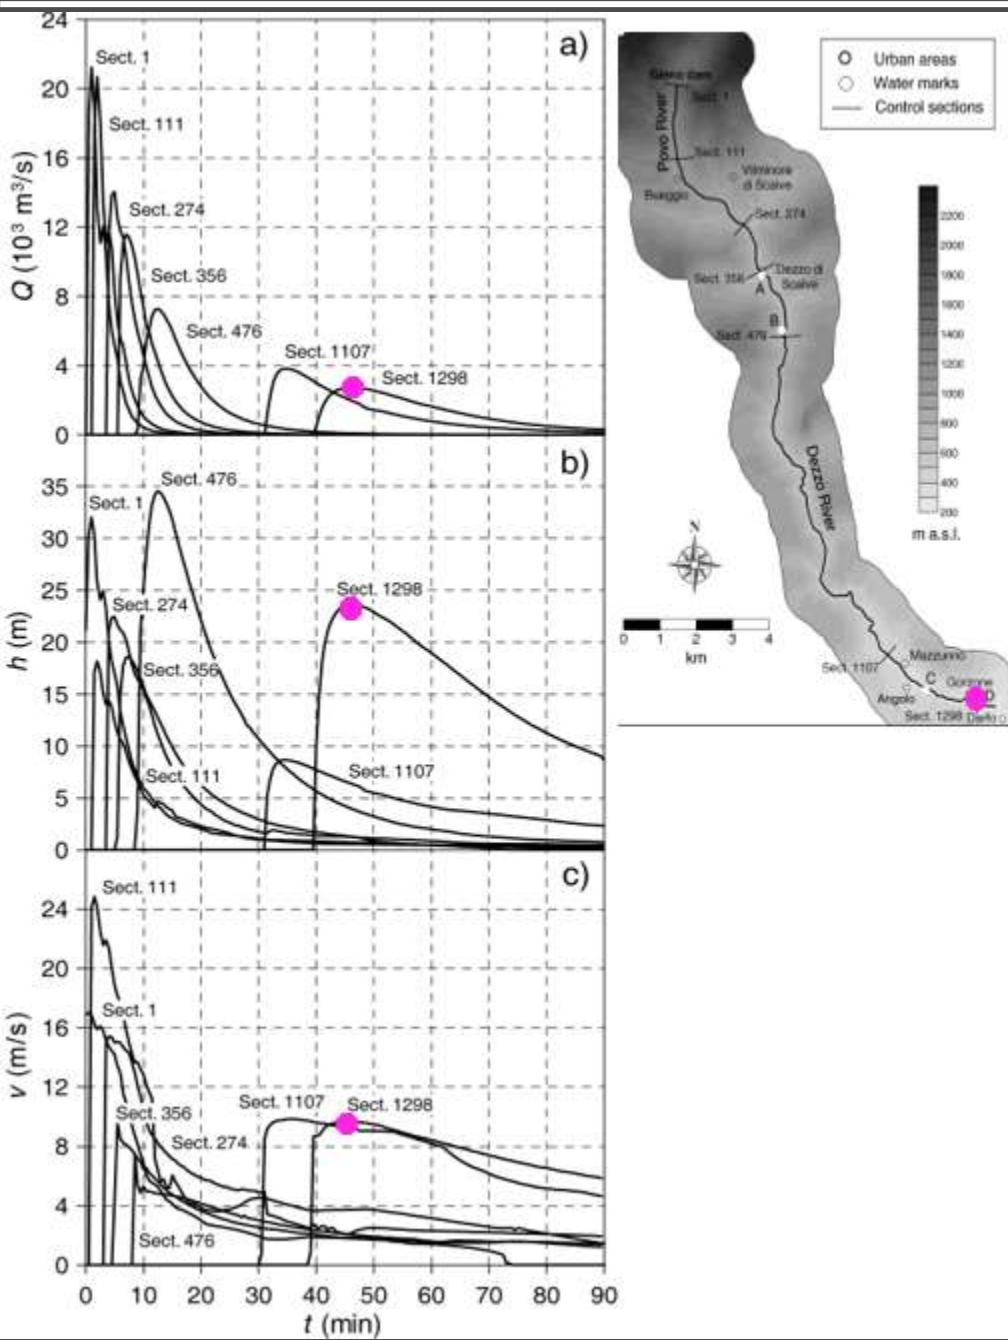 a)
24
20
16
12
8
4
0
Q (10³ m³/s)
Sect. 1
Sect. 111
Sect. 274
Sect. 356
Sect. 476
Sect. 1107
Sect. 1298
b)
35
30
25
20
15
10
5
0
h (m)
Sect. 476
Sect. 1
Sect. 1298
Sect. 274
Sect. 356
Sect. 1107
Sect. 111
c)
24
20
16
12
8
4
0
v (m/s)
Sect. 111
Sect. 1
Sect. 1107
Sect. 1298
Sect. 356
Sect. 274
Sect. 476
0 10 20 30 40 50 60 70 80 90
t (min)
Urban areas
Water marks
Control sections
Sect. 1
Povo River
Sect. 111
Vilminore
di Scalve
Bueggio
Sect. 274
Sect. 356
Dezzo di
Scalve
A
B
Sect. 476
Dezzo River
2200
2000
1800
1600
1400
1200
1000
800
600
400
200
m a.s.l.
N
0 1 2 3 4
km
Mazzunno
Sect. 1107
C
Gorzone
D
Angolo
Sect. 1298
Darfo